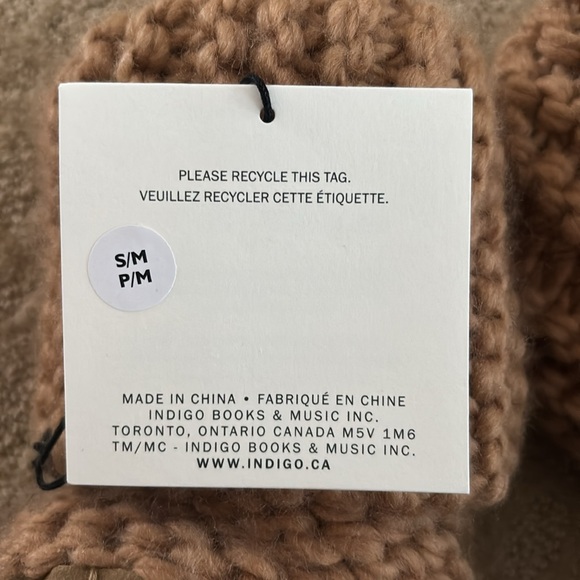 PLEASE RECYCLE THIS TAG.
VEUILLEZ RECYCLER CETTE ÉTIQUETTE.
S/M
P/M
MADE IN CHINA • FABRIQUÉ EN CHINE
INDIGO BOOKS & MUSIC INC.
TORONTO, ONTARIO CANADA M5V 1M6
TM/MC - INDIGO BOOKS & MUSIC INC.
WWW.INDIGO.CA